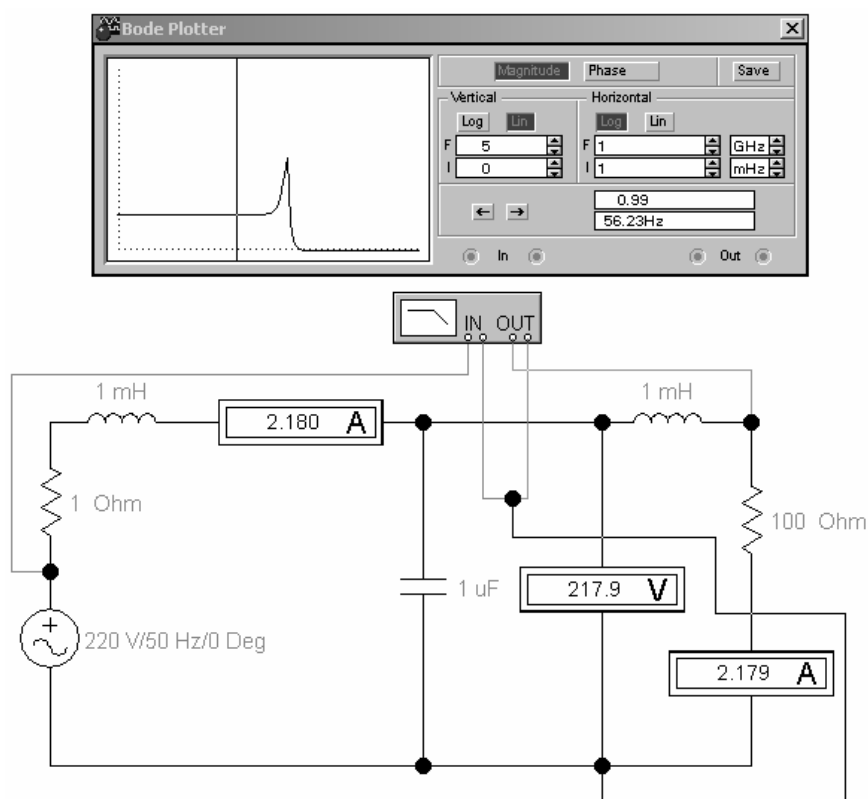 Bode Plotter
Magnitude Phase Save
Vertical Horizontal
Log Lin Log Lin
F 5 F 1 GHz
I 0 I 1 mHz
0.99
56.23Hz
In Out
IN OUT
1 mH 1 mH
2.180 A
1 Ohm
100 Ohm
1 uF
217.9 V
220 V/50 Hz/0 Deg
2.179 A